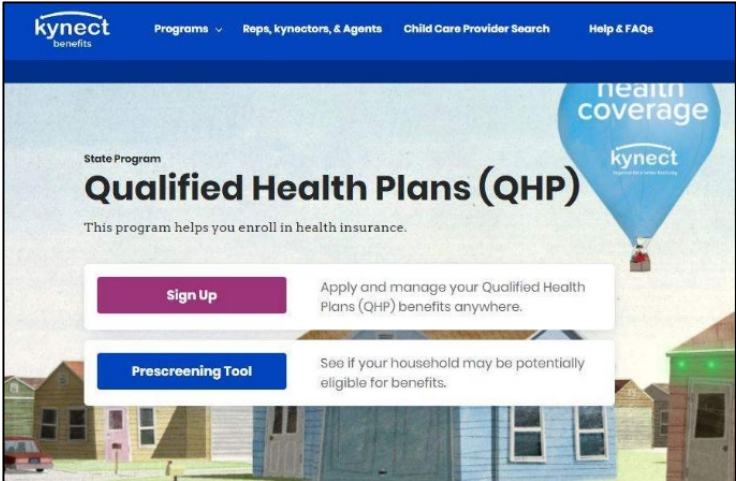 kynect
benefits
Programs
Reps, kynectors, & Agents
Child Care Provider Search
Help & FAQs
health
coverage
kynect
State Program
Qualified Health Plans (QHP)
This program helps you enroll in health insurance.
Sign Up
Apply and manage your Qualified Health
Plans (QHP) benefits anywhere.
Prescreening Tool
See if your household may be potentially
eligible for benefits.